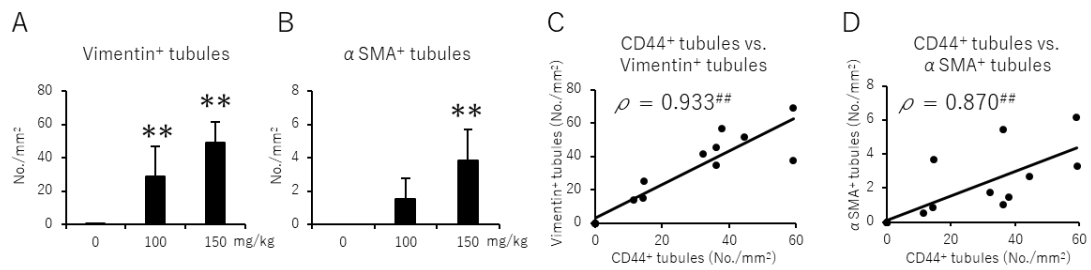 A
Vimentin⁺ tubules
No./mm²
80
60
40
20
0
**
**
0 100 150 mg/kg
B
α SMA⁺ tubules
No./mm²
8
6
4
2
0
**
0 100 150 mg/kg
C
CD44⁺ tubules vs.
Vimentin⁺ tubules
Vimentin⁺ tubules (No./mm²)
80
60
40
20
0
ρ = 0.933##
0 20 40 60
CD44⁺ tubules (No./mm²)
D
CD44⁺ tubules vs.
α SMA⁺ tubules
α SMA⁺ tubules (No./mm²)
8
6
4
2
0
ρ = 0.870##
0 20 40 60
CD44⁺ tubules (No./mm²)